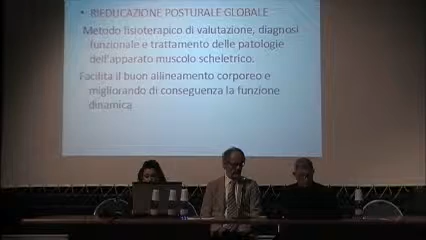 • RIEDUCAZIONE POSTURALE GLOBALE
Metodo fisioterapico di valutazione, diagnosi
funzionale e trattamento delle patologie
dell'apparato muscolo scheletrico.
Facilita il buon allineamento corporeo e
migliorando di conseguenza la funzione
dinamica